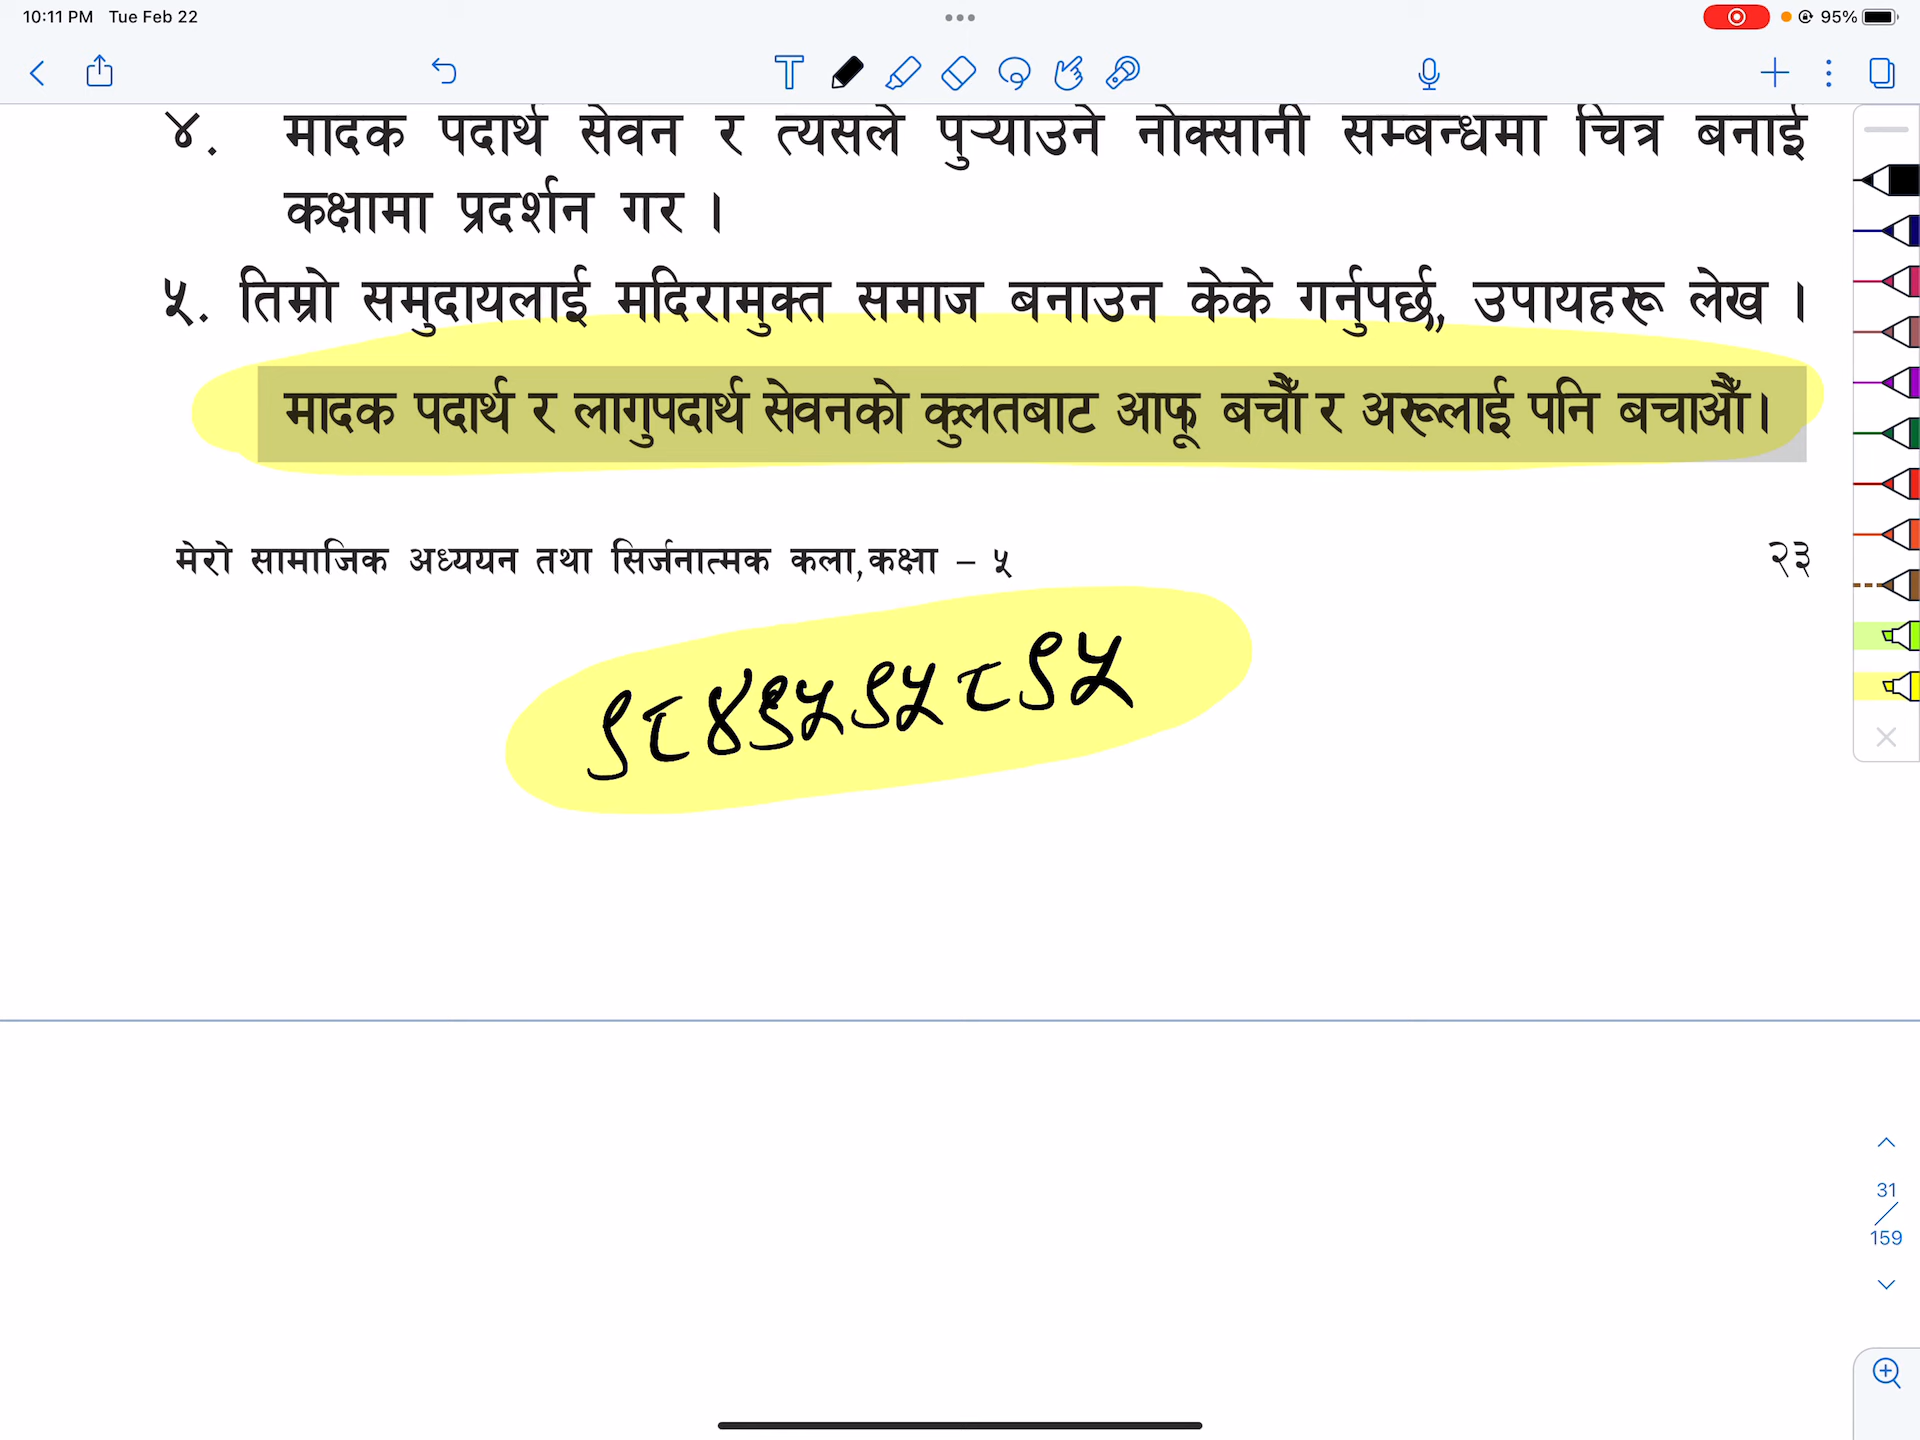 10:11 PM Tue Feb 22
95%
T
४. मादक पदार्थ सेवन र त्यसले पुऱ्याउने नोक्सानी सम्बन्धमा चित्र बनाई
कक्षामा प्रदर्शन गर ।
५. तिम्रो समुदायलाई मदिरामुक्त समाज बनाउन केके गर्नुपर्छ, उपायहरू लेख ।
मादक पदार्थ र लागुपदार्थ सेवनको कुलतबाट आफू बचौँ र अरूलाई पनि बचाऔँ।
मेरो सामाजिक अध्ययन तथा सिर्जनात्मक कला,कक्षा – ५ २३
९८४९५९५८९५
31
159